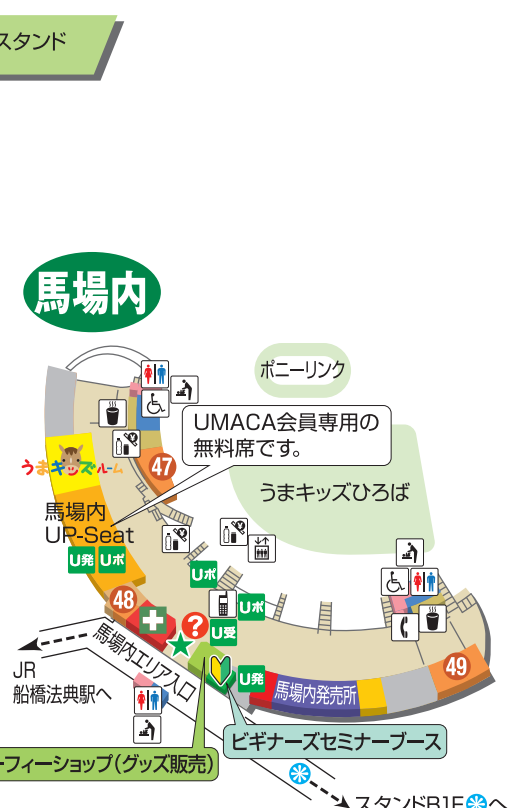 スタンド
馬場内
ポニーリンク
UMACA会員専用の
無料席です。
47
うまキッズルーム
うまキッズひろば
馬場内
UP-Seat
U発 Uポ
Uポ
48
Uポ
?
U受
馬場内エリア入口
49
JR
船橋法典駅へ
U発
馬場内発売所
ビギナーズセミナーブース
ーフィーショップ(グッズ販売)
スタンドB1Fへ